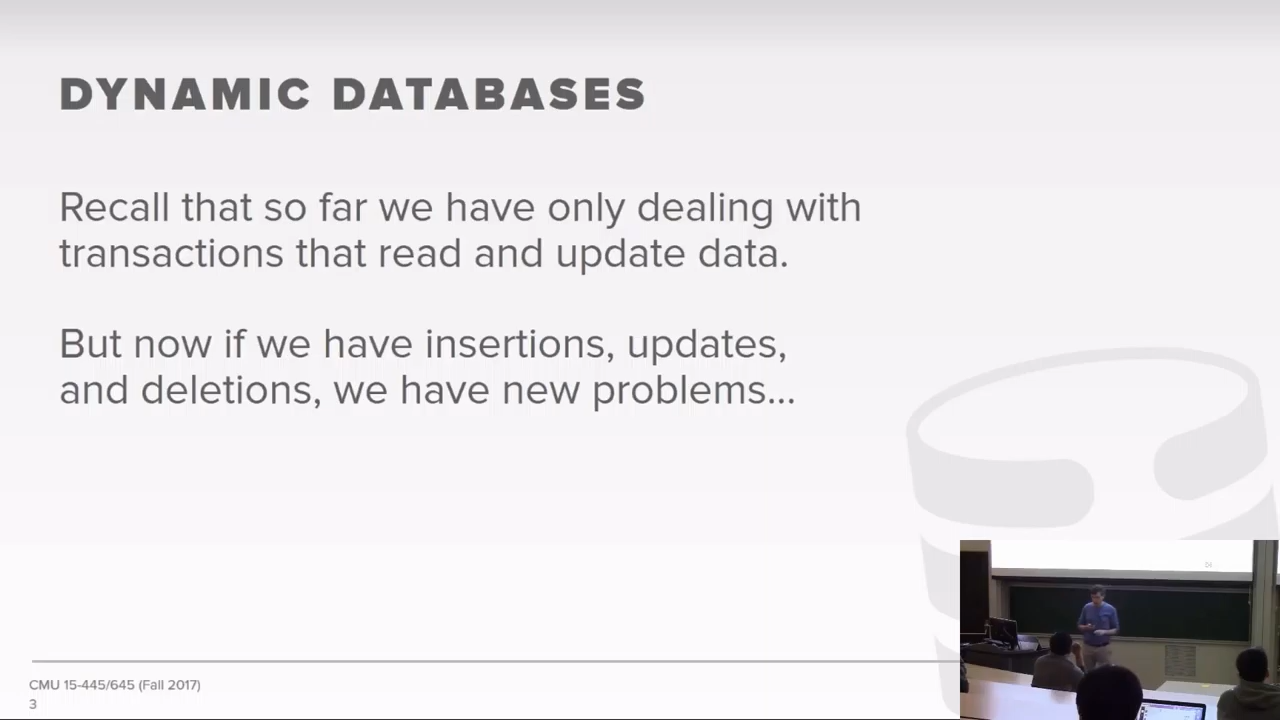 DYNAMIC DATABASES
Recall that so far we have only dealing with
transactions that read and update data.
But now if we have insertions, updates,
and deletions, we have new problems…
CMU 15-445/645 (Fall 2017)
3